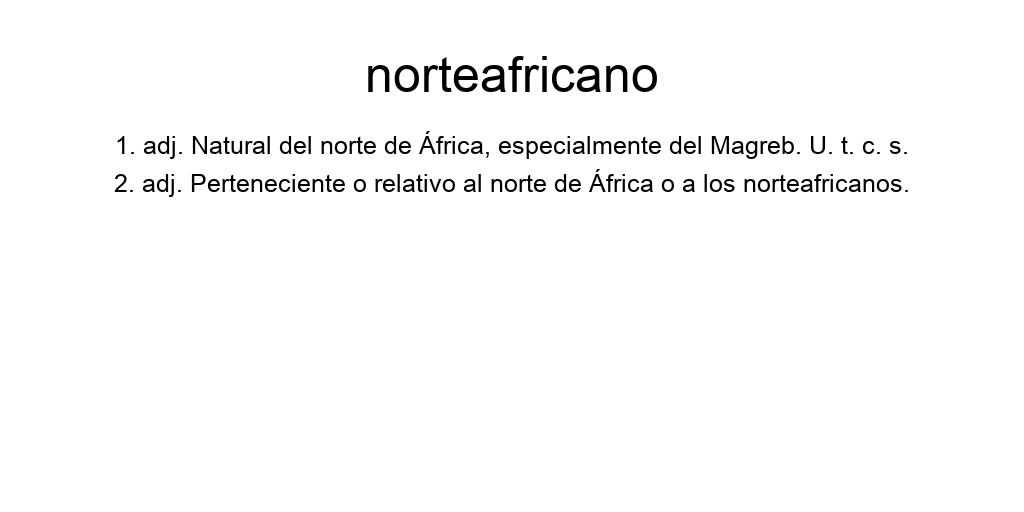 norteafricano
1. adj. Natural del norte de África, especialmente del Magreb. U. t. c. s.
2. adj. Perteneciente o relativo al norte de África o a los norteafricanos.